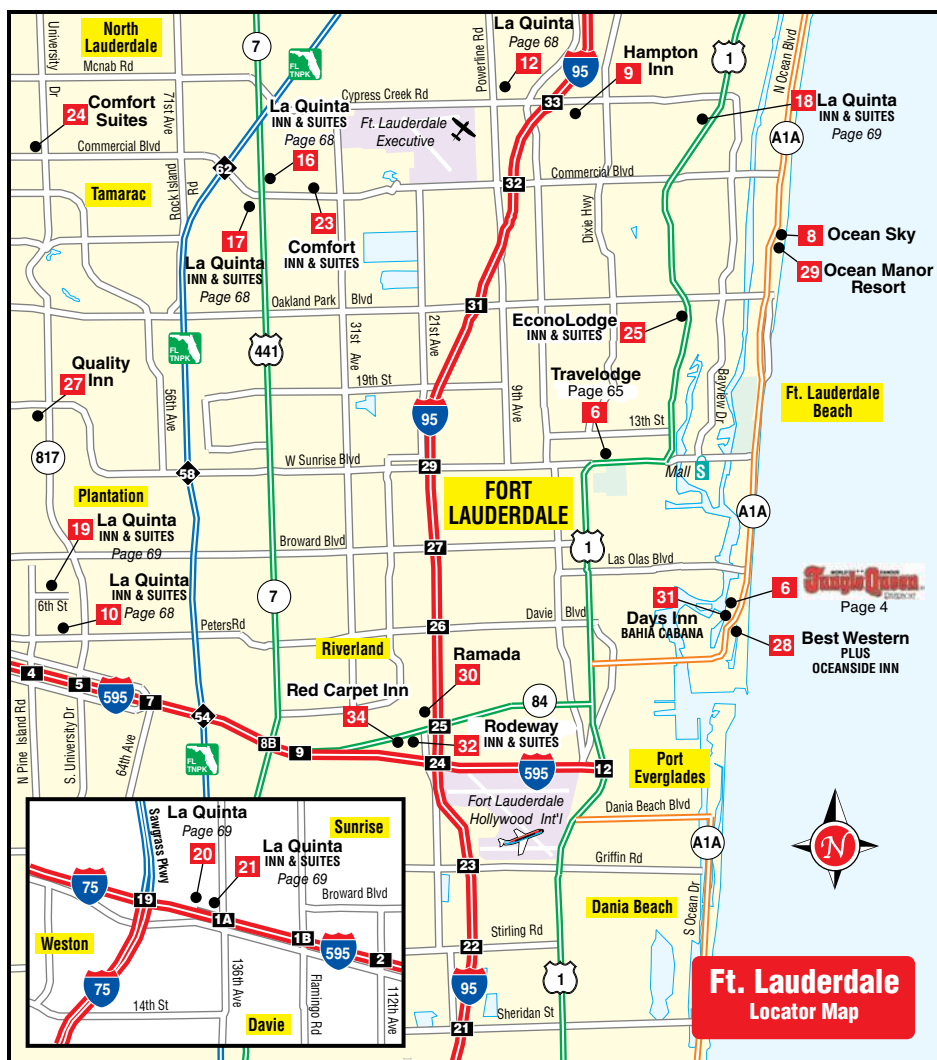 North
Lauderdale
University
Dr
Mcnab Rd
7
FL
TNPK
La Quinta
Page 68
12
Powerline Rd
95
Hampton
Inn
9
1
N Ocean Blvd
24
Comfort
Suites
71st Ave
La Quinta
INN & SUITES
Page 68
16
Cypress Creek Rd
33
Ft. Lauderdale
Executive
18
La Quinta
INN & SUITES
Page 69
A1A
Commercial Blvd
62
Rock Island
Rd
Tamarac
32
Commercial Blvd
Dixie Hwy
17
La Quinta
INN & SUITES
Page 68
23
Comfort
INN & SUITES
8
Ocean Sky
29
Ocean Manor
Resort
Oakland Park
Blvd
31
EconoLodge
INN & SUITES
25
FL
TNPK
441
31st
Ave
21st Ave
Quality
Inn
27
56th Ave
19th St
95
9th Ave
Travelodge
Page 65
6
13th St
Bayview Dr
Ft. Lauderdale
Beach
817
58
W Sunrise Blvd
29
Mall
S
Plantation
FORT
LAUDERDALE
A1A
19
La Quinta
INN & SUITES
Page 69
Broward Blvd
27
1
Las Olas Blvd
La Quinta
INN & SUITES
10
Page 68
6th St
7
31
Days Inn
BAHIA CABANA
6
WORLD FAMOUS
Jungle Queen
RIVERBOAT
Page 4
Peters Rd
26
Davie
Blvd
28
Best Western
PLUS
OCEANSIDE INN
Riverland
Ramada
30
4
5
595
7
N Pine Island Rd
S. University Dr
64th Ave
54
Red Carpet Inn
34
84
25
32
Rodeway
INN & SUITES
8B
9
24
595
12
Port
Everglades
FL
TNPK
Fort Lauderdale
Hollywood Int'l
Dania Beach Blvd
A1A
N
23
Griffin Rd
Sawgrass Pkwy
La Quinta
Page 69
20
Sunrise
La Quinta
INN & SUITES
Page 69
21
75
19
1A
Broward Blvd
1B
595
2
Weston
75
136th Ave
Flamingo Rd
112th Ave
14th St
Davie
Dania Beach
S Ocean Dr
Stirling Rd
22
95
1
21
Sheridan St
Ft. Lauderdale
Locator Map